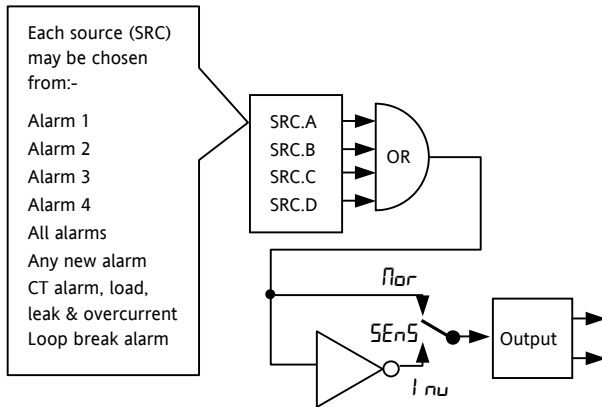 Each source (SRC)
may be chosen
from:-
Alarm 1
Alarm 2
Alarm 3
Alarm 4
All alarms
Any new alarm
CT alarm, load,
leak & overcurrent
Loop break alarm
SRC.A
SRC.B
SRC.C
SRC.D
OR
nor
SEnS
Inv
Output